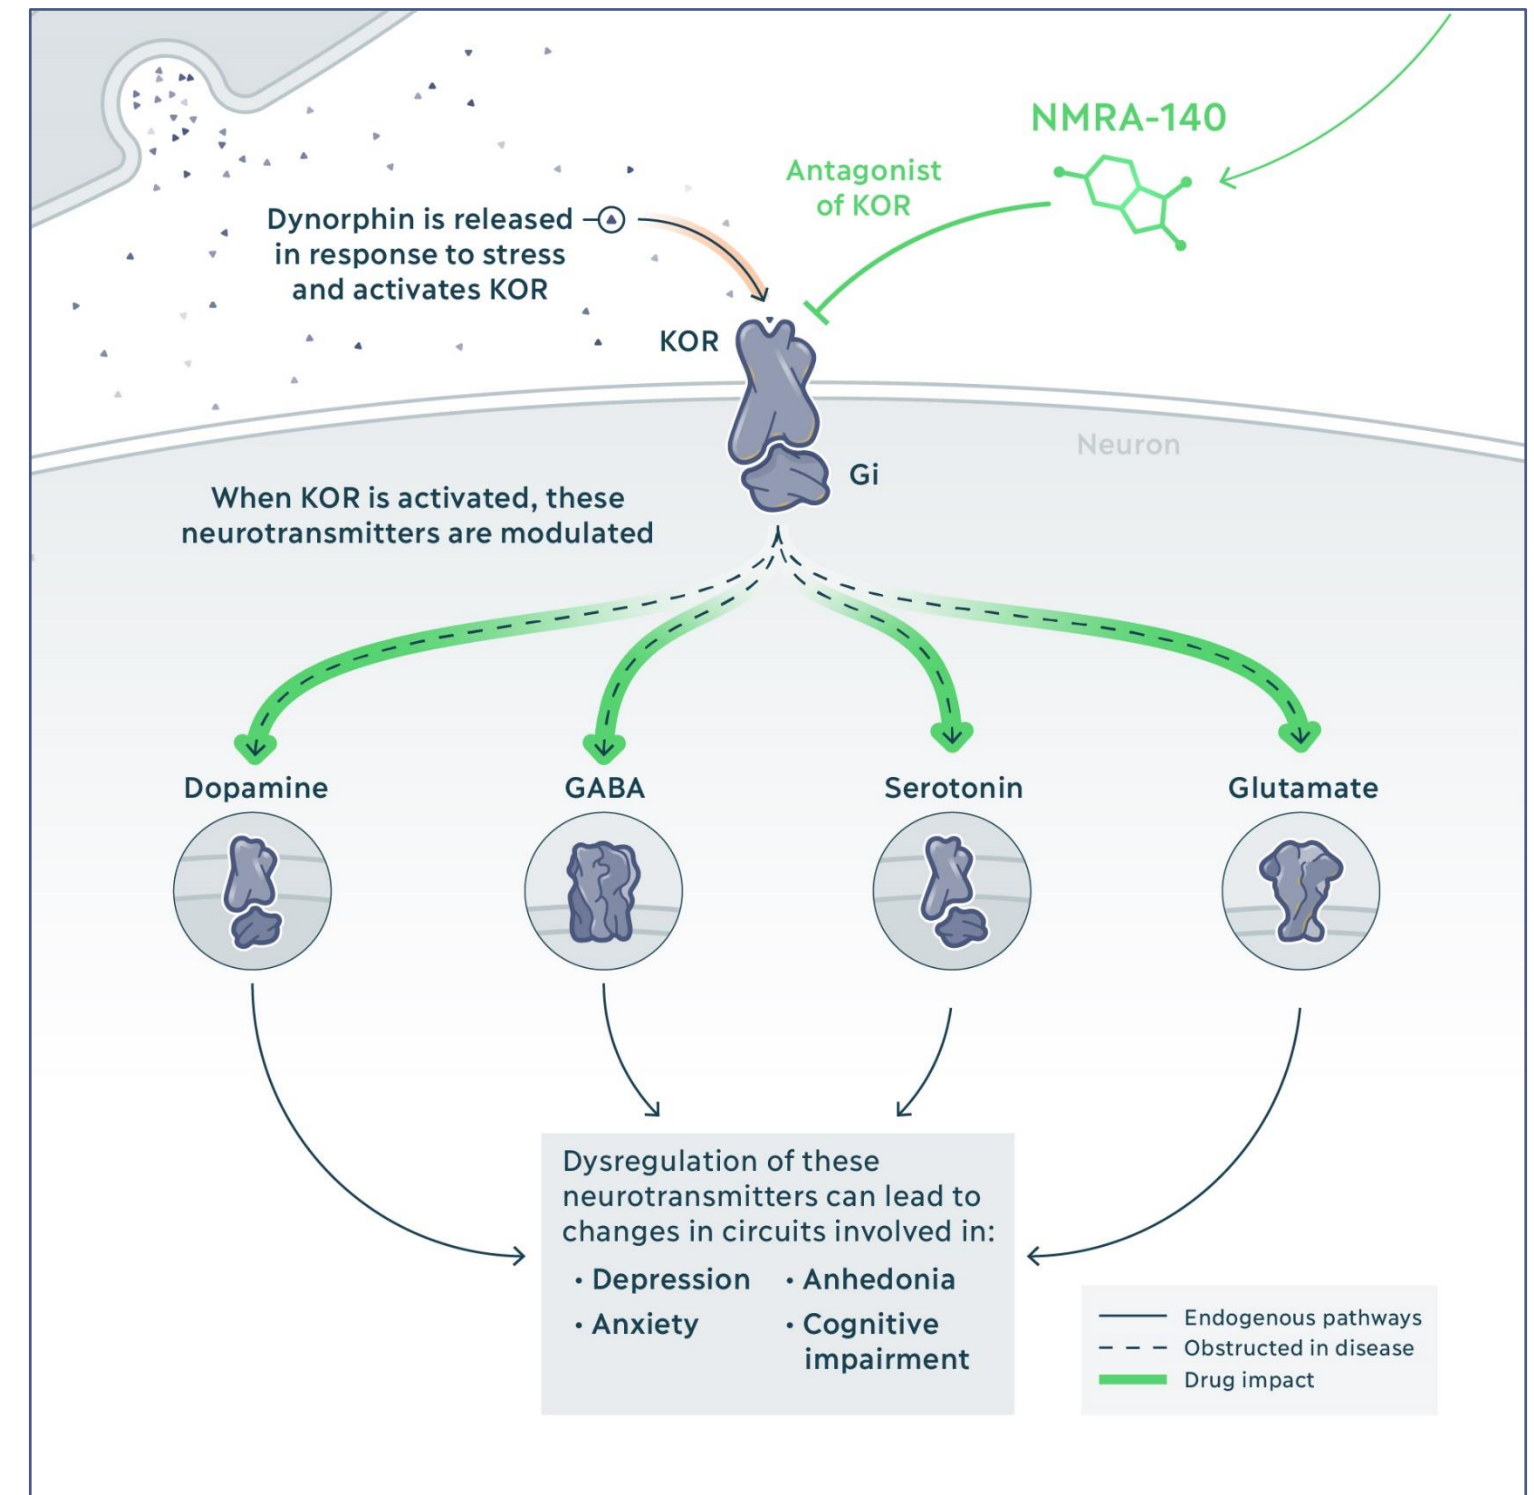 NMRA-140
Antagonist
of KOR
Dynorphin is released
in response to stress
and activates KOR
KOR
Neuron
Gi
When KOR is activated, these
neurotransmitters are modulated
Dopamine
GABA
Serotonin
Glutamate
Dysregulation of these
neurotransmitters can lead to
changes in circuits involved in:
• Depression
• Anhedonia
• Anxiety
• Cognitive
impairment
Endogenous pathways
Obstructed in disease
Drug impact